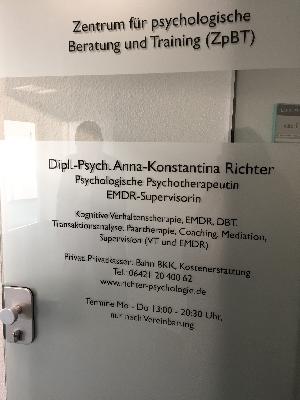 Zentrum für psychologische
Beratung und Training (ZpBT)
Dipl.-Psych. Anna-Konstantina Richter
Psychologische Psychotherapeutin
EMDR-Supervisorin
Kognitive Verhaltenstherapie, EMDR, DBT,
Transaktionsanalyse, Paartherapie, Coaching, Mediation,
Supervision (VT und EMDR)
Privat, Privatkassen, Bahn BKK, Kostenerstattung
Tel.: 06421 20 400 62
www.richter-psychologie.de
Termine Mo - Do 13:00 - 20:30 Uhr,
nur nach Vereinbarung